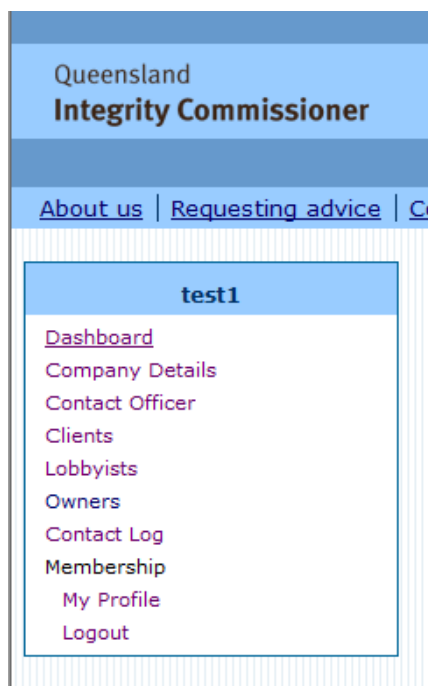 Queensland
Integrity Commissioner
About us | Requesting advice |
test1
Dashboard
Company Details
Contact Officer
Clients
Lobbyists
Owners
Contact Log
Membership
My Profile
Logout